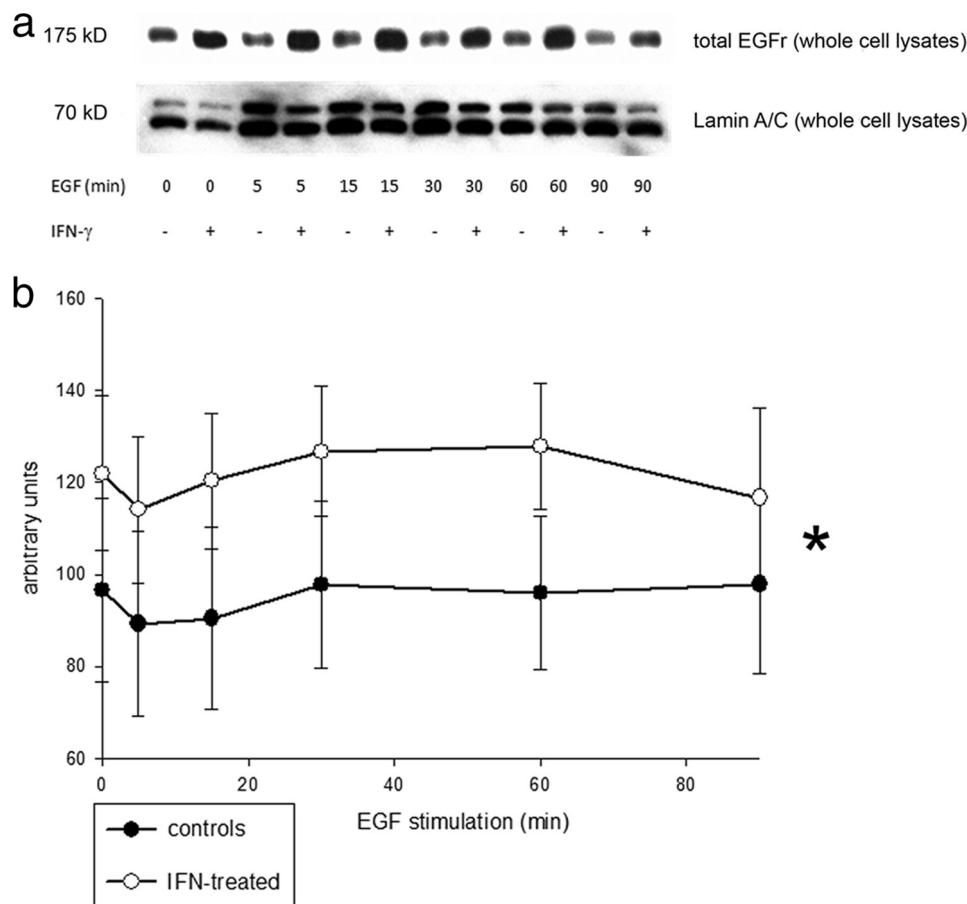 a
175 kD
total EGFr (whole cell lysates)
70 kD
Lamin A/C (whole cell lysates)
EGF (min) 0 0 5 5 15 15 30 30 60 60 90 90
IFN-γ - + - + - + - + - + - +
b
160
140
120
100
80
60
arbitrary units
*
0 20 40 60 80
EGF stimulation (min)
controls
IFN-treated